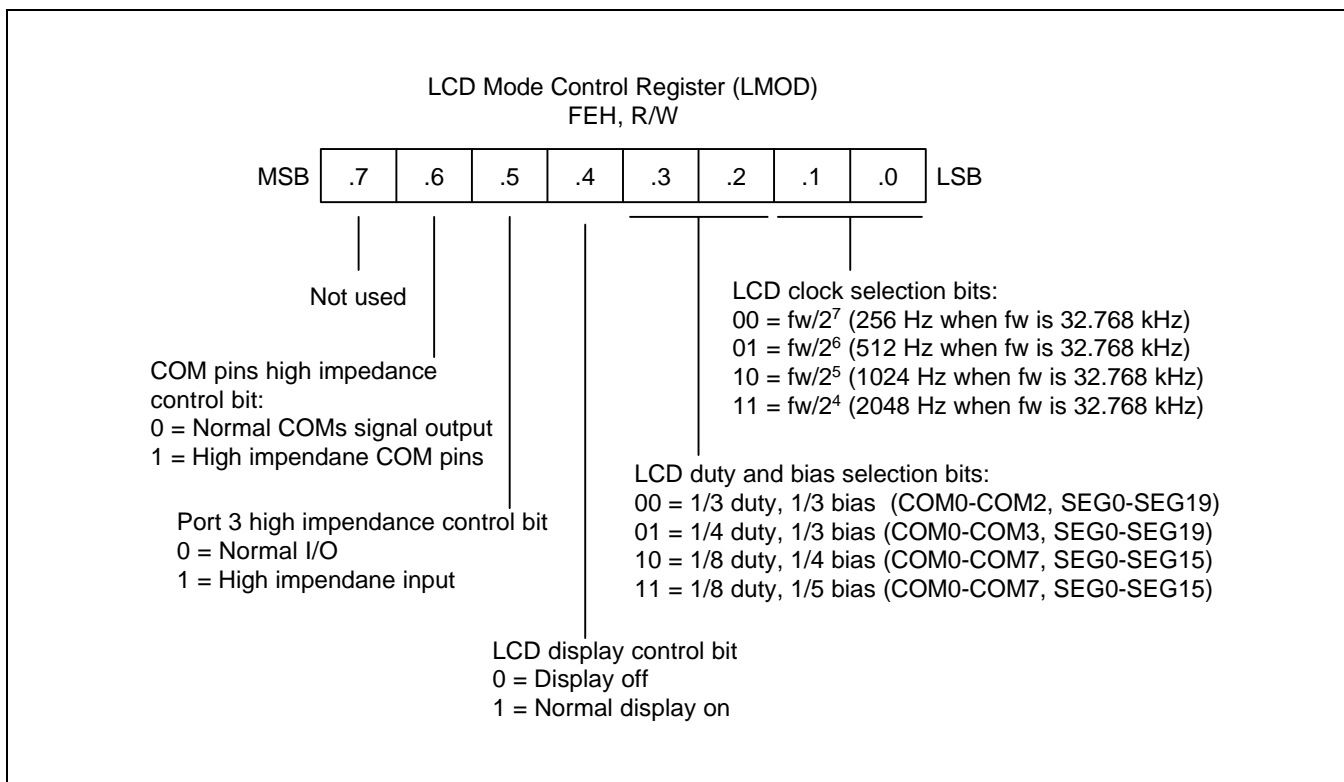 LCD Mode Control Register (LMOD)
FEH, R/W
MSB .7 .6 .5 .4 .3 .2 .1 .0 LSB
Not used
COM pins high impedance
control bit:
0 = Normal COMs signal output
1 = High impendane COM pins
Port 3 high impendance control bit
0 = Normal I/O
1 = High impendane input
LCD display control bit
0 = Display off
1 = Normal display on
LCD duty and bias selection bits:
00 = 1/3 duty, 1/3 bias (COM0-COM2, SEG0-SEG19)
01 = 1/4 duty, 1/3 bias (COM0-COM3, SEG0-SEG19)
10 = 1/8 duty, 1/4 bias (COM0-COM7, SEG0-SEG15)
11 = 1/8 duty, 1/5 bias (COM0-COM7, SEG0-SEG15)
LCD clock selection bits:
00 = fw/2⁷ (256 Hz when fw is 32.768 kHz)
01 = fw/2⁶ (512 Hz when fw is 32.768 kHz)
10 = fw/2⁵ (1024 Hz when fw is 32.768 kHz)
11 = fw/2⁴ (2048 Hz when fw is 32.768 kHz)